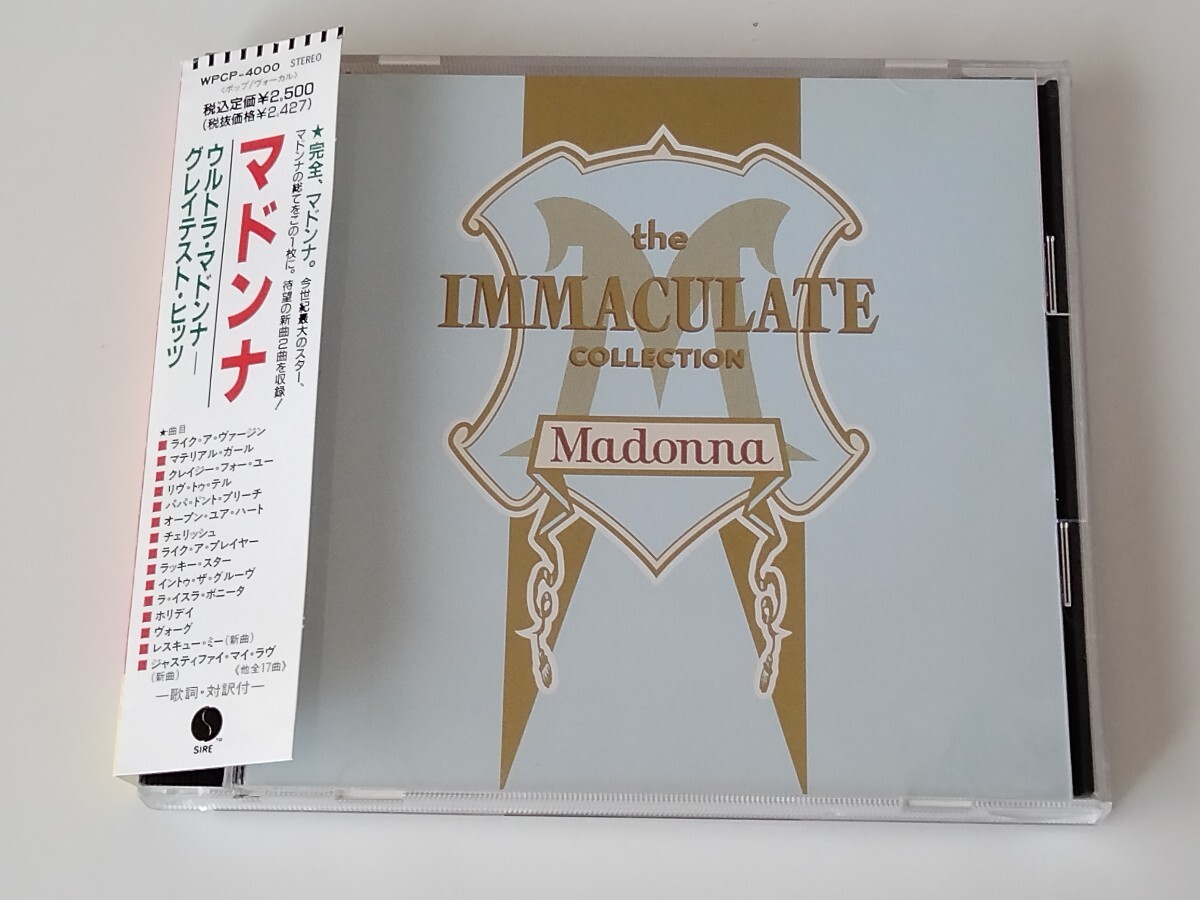 WPCP-4000 STEREO
〈ポップ/ヴォーカル〉
税込定価¥2,500
(税抜価格¥2,427)
★完全、マドンナ。
今世紀最大のスター、
マドンナの総てをこの1枚に。待望の新曲2曲を収録!
マドンナ
ウルトラ・マドンナ―
グレイテスト・ヒッツ
★曲目
■ライク・ア・ヴァージン
■マテリアル・ガール
■クレイジー・フォー・ユー
■リヴ・トゥ・テル
■パパ・ドント・プリーチ
■オープン・ユア・ハート
■チェリッシュ
■ライク・ア・プレイヤー
■ラッキー・スター
■イントゥ・ザ・グルーヴ
■ラ・イスラ・ボニータ
■ホリデイ
■ヴォーグ
■レスキュー・ミー(新曲)
■ジャスティファイ・マイ・ラヴ
(新曲) 《他全17曲》
―歌詞・対訳付―
SIRE
the
IMMACULATE
COLLECTION
Madonna